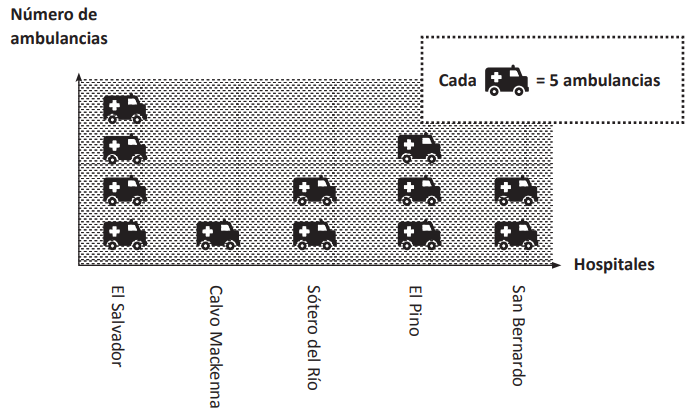 Número de
ambulancias
Cada = 5 ambulancias
Hospitales
El Salvador
Calvo Mackenna
Sótero del Río
El Pino
San Bernardo